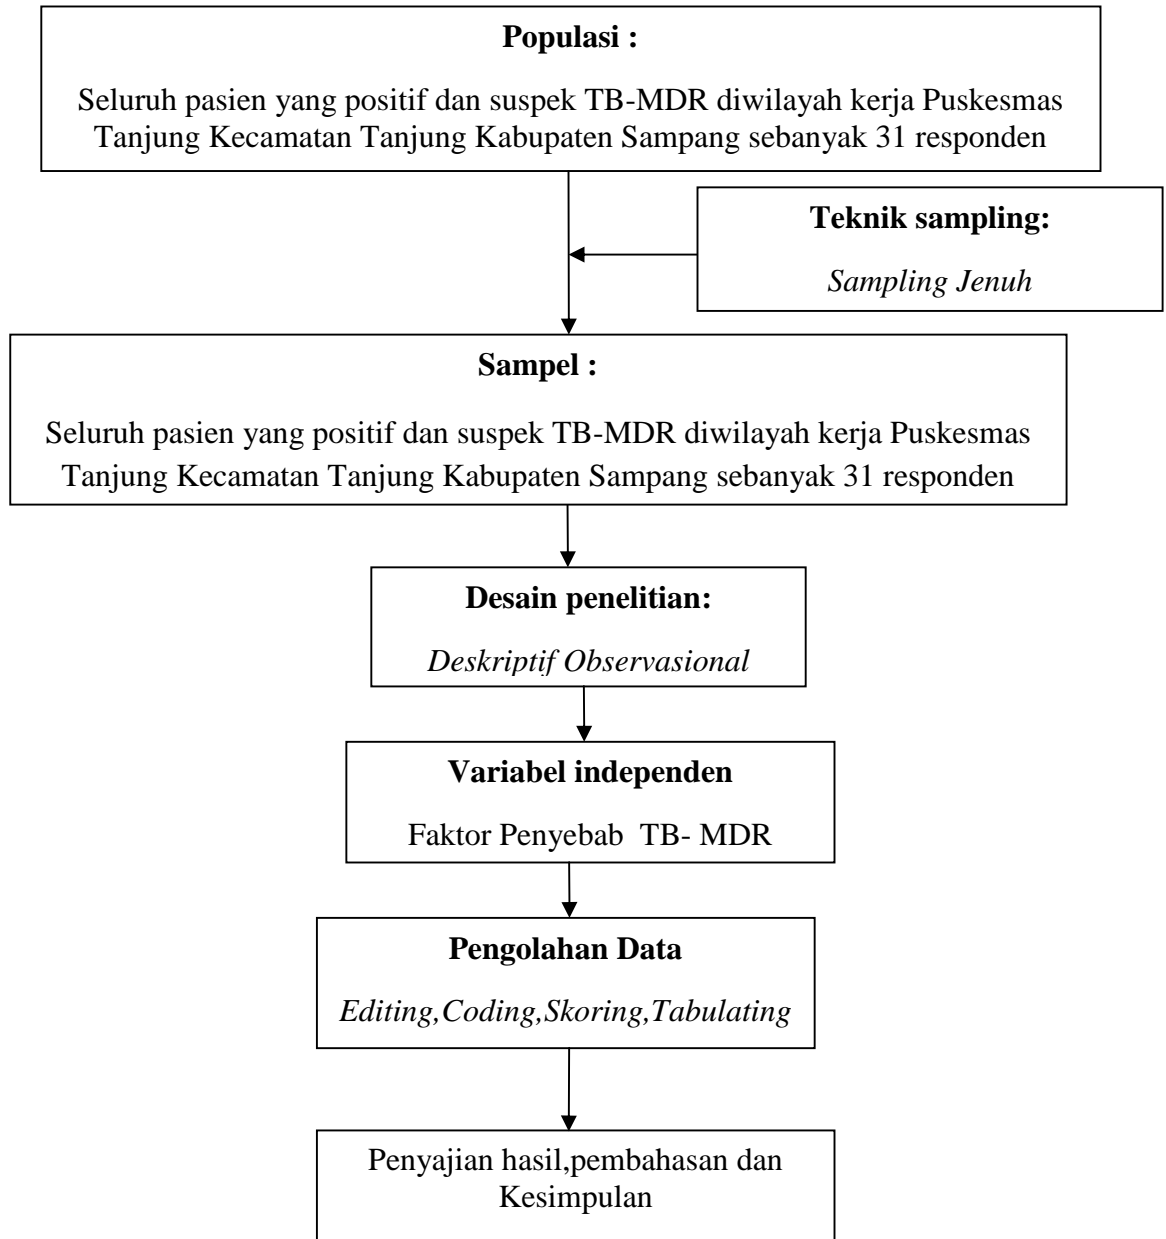 Populasi :
Seluruh pasien yang positif dan suspek TB-MDR diwilayah kerja Puskesmas
Tanjung Kecamatan Tanjung Kabupaten Sampang sebanyak 31 responden
Teknik sampling:
Sampling Jenuh
Sampel :
Seluruh pasien yang positif dan suspek TB-MDR diwilayah kerja Puskesmas
Tanjung Kecamatan Tanjung Kabupaten Sampang sebanyak 31 responden
Desain penelitian:
Deskriptif Observasional
Variabel independen
Faktor Penyebab TB- MDR
Pengolahan Data
Editing,Coding,Skoring,Tabulating
Penyajian hasil,pembahasan dan
Kesimpulan